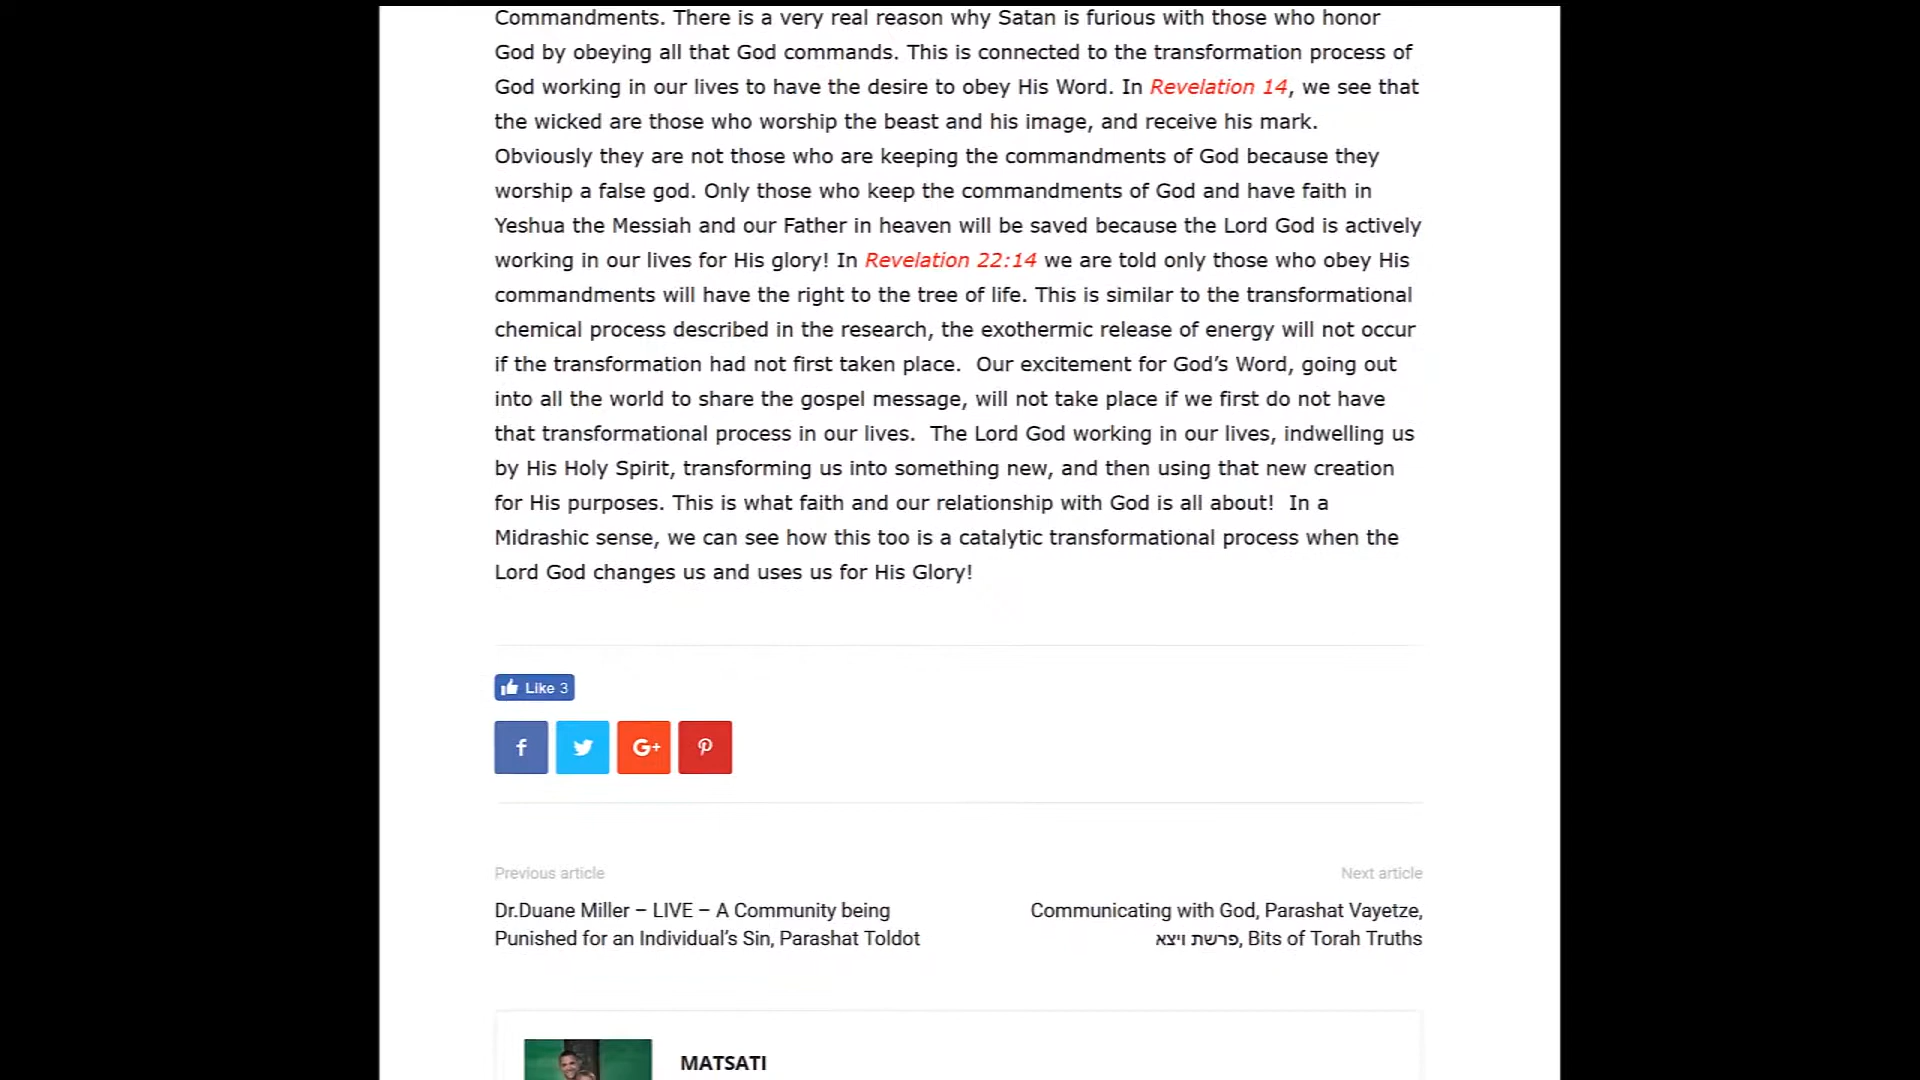 Commandments. There is a very real reason why Satan is furious with those who honor
God by obeying all that God commands. This is connected to the transformation process of
God working in our lives to have the desire to obey His Word. In Revelation 14, we see that
the wicked are those who worship the beast and his image, and receive his mark.
Obviously they are not those who are keeping the commandments of God because they
worship a false god. Only those who keep the commandments of God and have faith in
Yeshua the Messiah and our Father in heaven will be saved because the Lord God is actively
working in our lives for His glory! In Revelation 22:14 we are told only those who obey His
commandments will have the right to the tree of life. This is similar to the transformational
chemical process described in the research, the exothermic release of energy will not occur
if the transformation had not first taken place.  Our excitement for God’s Word, going out
into all the world to share the gospel message, will not take place if we first do not have
that transformational process in our lives.  The Lord God working in our lives, indwelling us
by His Holy Spirit, transforming us into something new, and then using that new creation
for His purposes. This is what faith and our relationship with God is all about!  In a
Midrashic sense, we can see how this too is a catalytic transformational process when the
Lord God changes us and uses us for His Glory!
Like 3
f
G+
Previous article
Dr.Duane Miller – LIVE – A Community being
Punished for an Individual’s Sin, Parashat Toldot
Next article
Communicating with God, Parashat Vayetze,
פרשת ויצא, Bits of Torah Truths
MATSATI